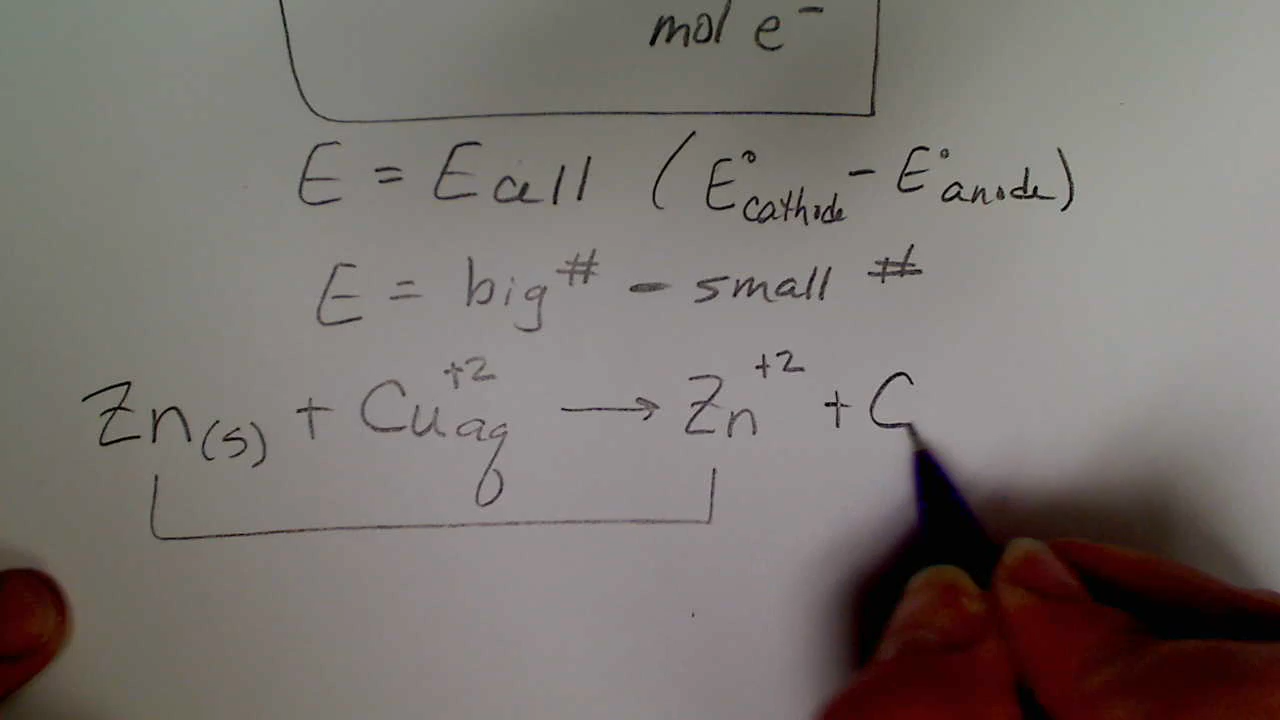 mol e⁻
E = Ecell (E°cathode - E°anode)
E = big # - small #
Zn(s) + Cu⁺²aq → Zn⁺² + C